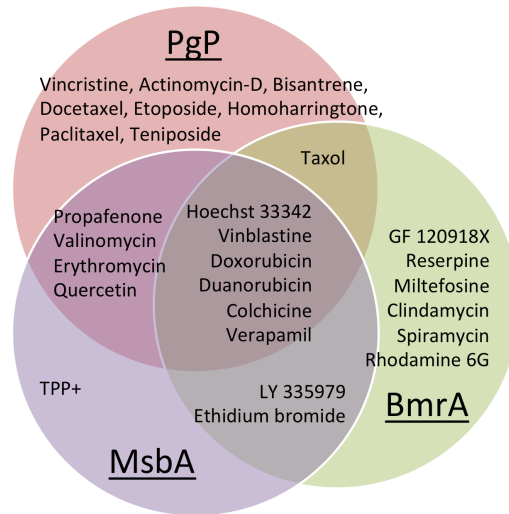 PgP
Vincristine, Actinomycin-D, Bisantrene,
Docetaxel, Etoposide, Homoharringtone,
Paclitaxel, Teniposide
Taxol
Propafenone
Valinomycin
Erythromycin
Quercetin
Hoechst 33342
Vinblastine
Doxorubicin
Duanorubicin
Colchicine
Verapamil
GF 120918X
Reserpine
Miltefosine
Clindamycin
Spiramycin
Rhodamine 6G
TPP+
LY 335979
Ethidium bromide
BmrA
MsbA